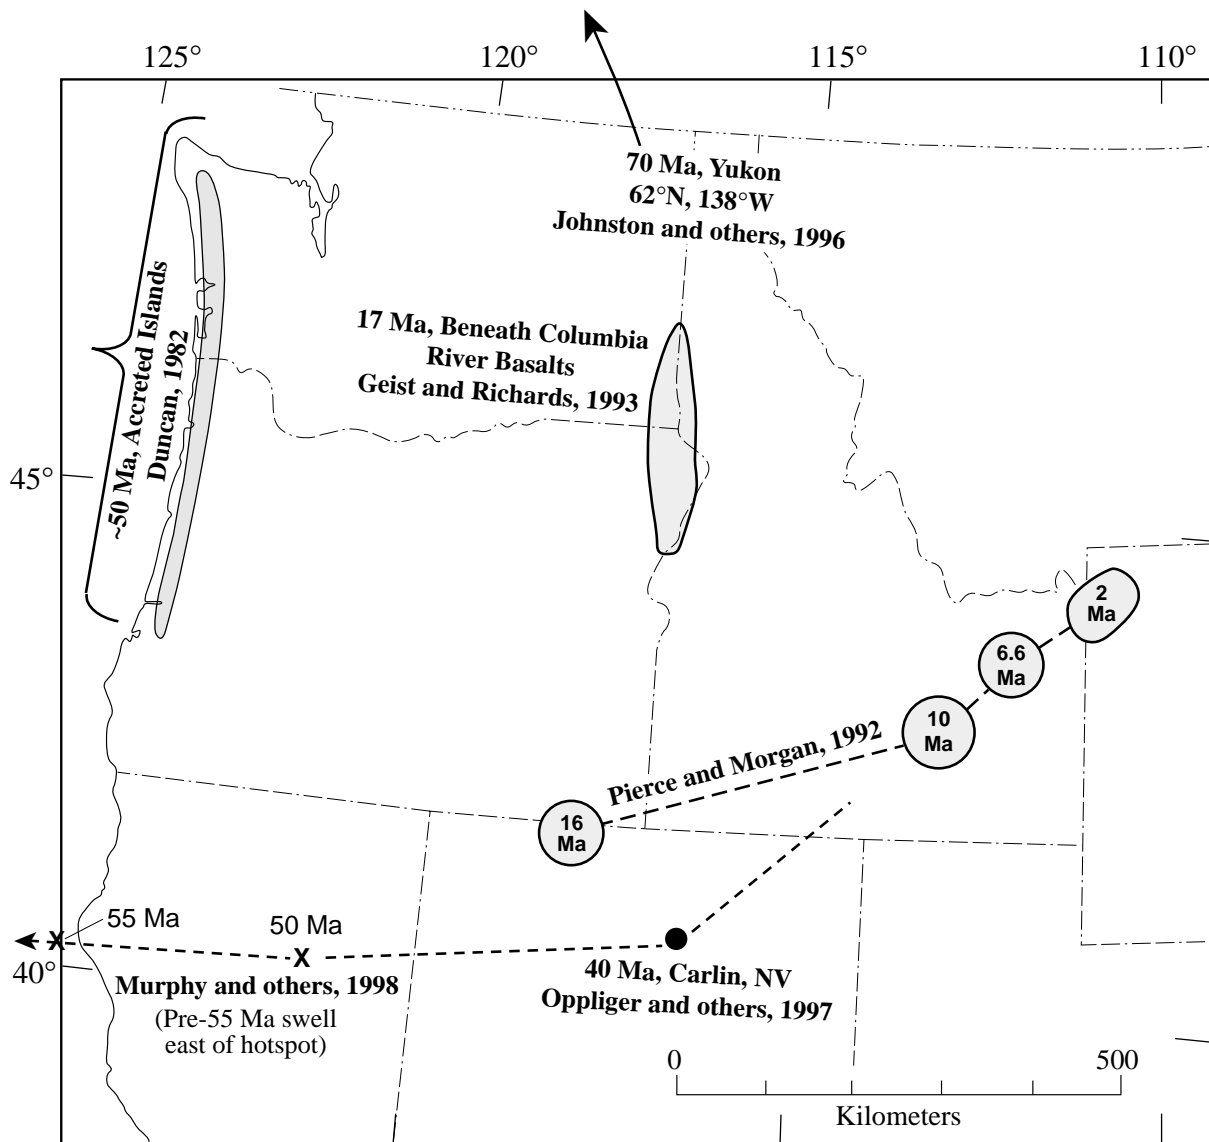 125°
120°
115°
110°
70 Ma, Yukon
62°N, 138°W
Johnston and others, 1996
~50 Ma, Accreted Islands
Duncan, 1982
17 Ma, Beneath Columbia
River Basalts
Geist and Richards, 1993
45°
2
Ma
6.6
Ma
10
Ma
Pierce and Morgan, 1992
16
Ma
X
55 Ma
50 Ma
X
40°
Murphy and others, 1998
(Pre-55 Ma swell
east of hotspot)
40 Ma, Carlin, NV
Oppliger and others, 1997
0
500
Kilometers